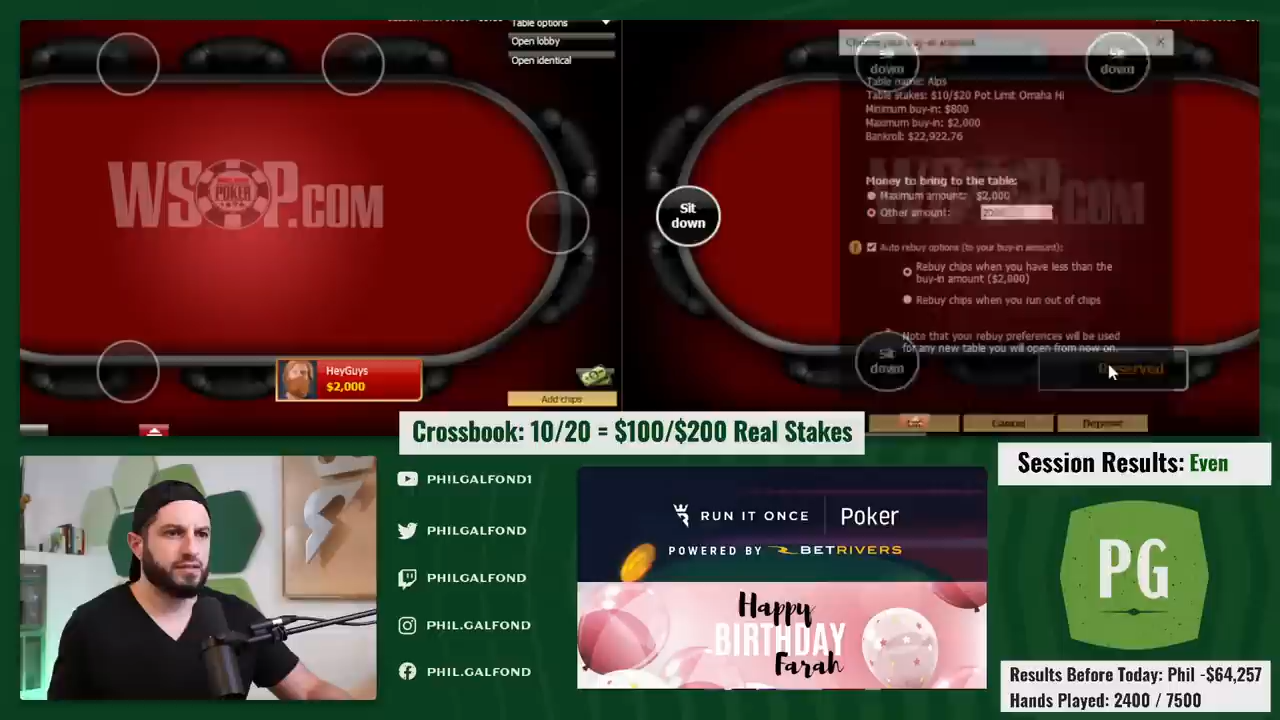 Table options
Open lobby
Open identical
WSOP.COM
HeyGuys
$2,000
Add chips
Sit down
down
down
Table name: Alps
Table stakes: $10/$20 Pot Limit Omaha Hi
Minimum buy-in: $800
Maximum buy-in: $2,000
Bankroll: $22,922.76
Money to bring to the table:
Maximum amount: $2,000
Other amount:
Auto rebuy options (to your buy-in amount):
Rebuy chips when you have less than the
buy-in amount ($2,000)
Rebuy chips when you run out of chips
Note that your rebuy preferences will be used
for any new table you will open from now on.
Sit down
Reserved
Cancel
Deposit
Crossbook: 10/20 = $100/$200 Real Stakes
Session Results: Even
PHILGALFOND1
PHILGALFOND
PHILGALFOND
PHIL.GALFOND
PHIL.GALFOND
RUN IT ONCE Poker
POWERED BY BETRIVERS
Happy
BIRTHDAY
Farah
PG
Results Before Today: Phil -$64,257
Hands Played: 2400 / 7500